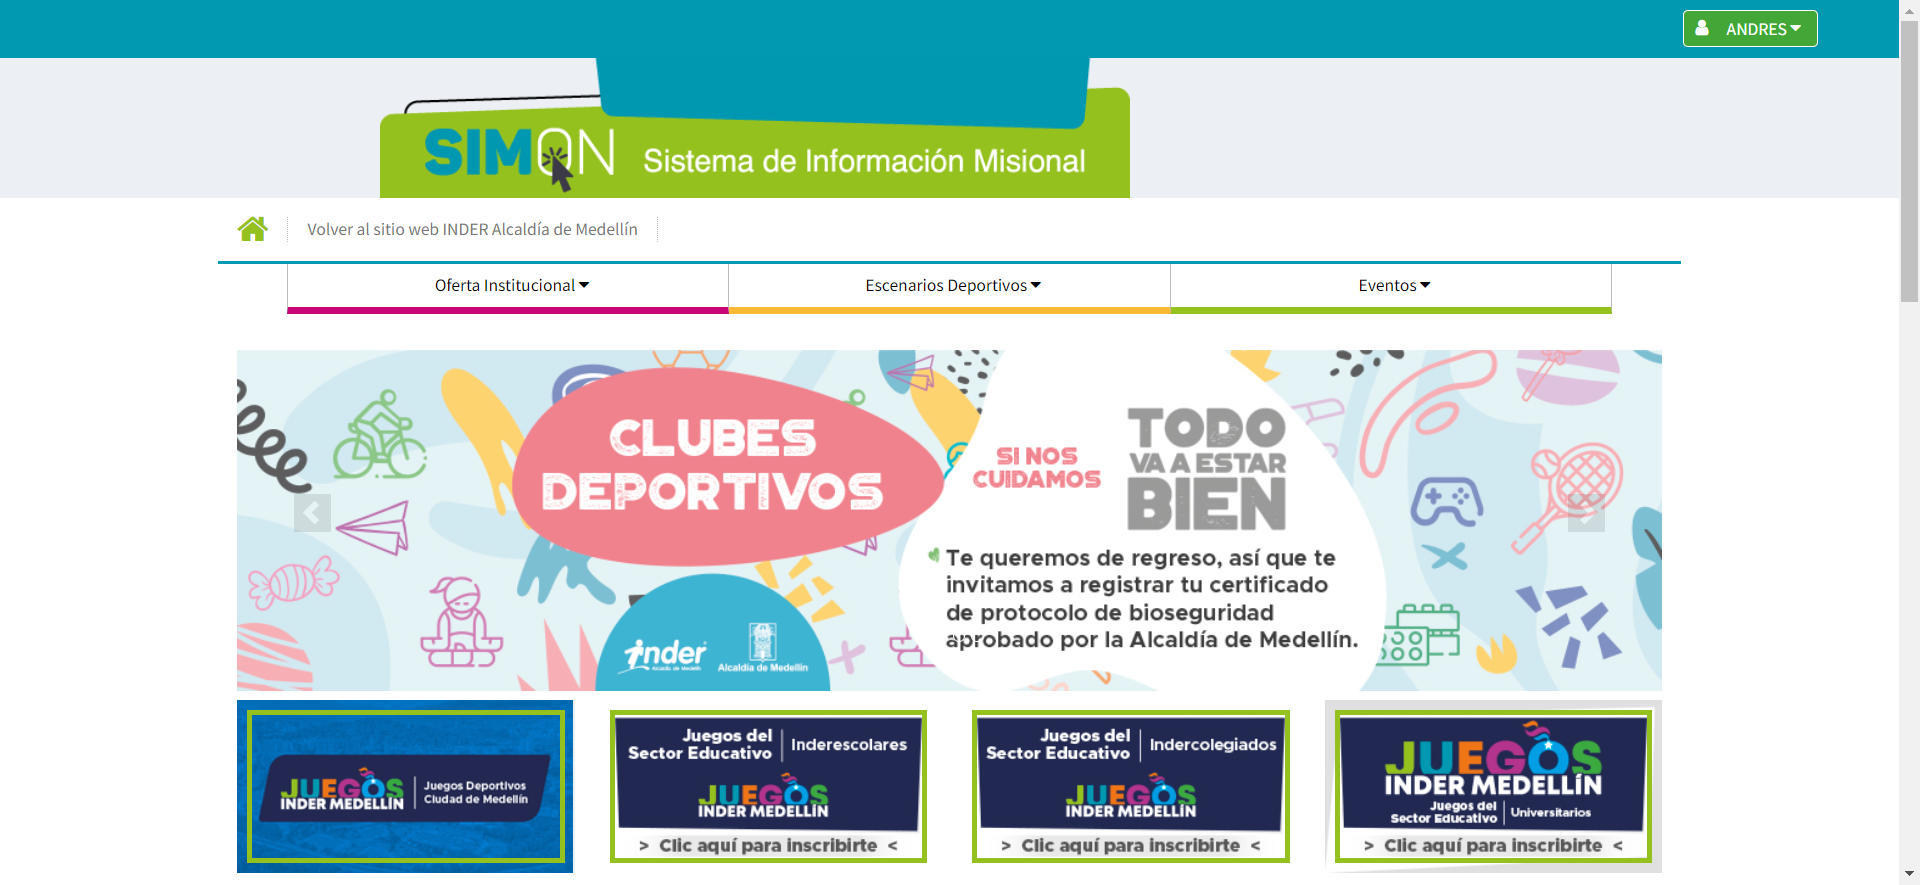 ANDRES
SIMON Sistema de Información Misional
Volver al sitio web INDER Alcaldía de Medellín
Oferta Institucional
Escenarios Deportivos
Eventos
CLUBES
DEPORTIVOS
SI NOS
CUIDAMOS
TODO
VA A ESTAR
BIEN
Te queremos de regreso, así que te
invitamos a registrar tu certificado
de protocolo de bioseguridad
aprobado por la Alcaldía de Medellín.
inder
Alcaldía de Medellín
Alcaldía de Medellín
JUEGOS
INDER MEDELLÍN
Juegos Deportivos
Ciudad de Medellín
Juegos del
Sector Educativo
Inderescolares
JUEGOS
INDER MEDELLÍN
> Clic aquí para inscribirte <
Juegos del
Sector Educativo
Indercolegiados
JUEGOS
INDER MEDELLÍN
> Clic aquí para inscribirte <
JUEGOS
INDER MEDELLÍN
Juegos del
Sector Educativo
Universitarios
> Clic aquí para inscribirte <